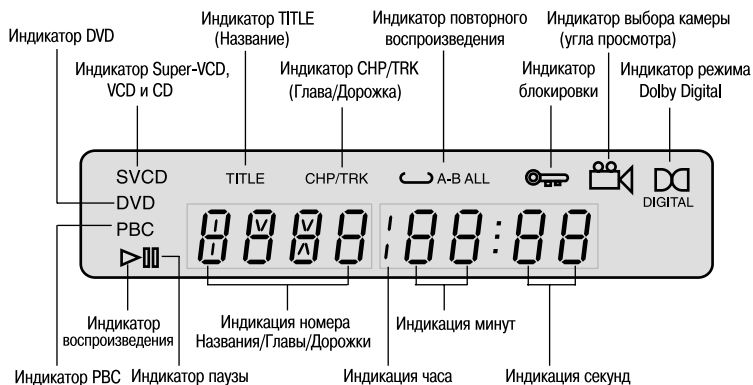 Индикатор TITLE
(Название)
Индикатор повторного
воспроизведения
Индикатор выбора камеры
(угла просмотра)
Индикатор DVD
Индикатор Super-VCD,
VCD и CD
Индикатор CHP/TRK
(Глава/Дорожка)
Индикатор
блокировки
Индикатор режима
Dolby Digital
SVCD TITLE CHP/TRK A-B ALL
DVD
DIGITAL
PBC
88:88
Индикатор
воспроизведения
Индикация номера
Названия/Главы/Дорожки
Индикация минут
Индикатор PBC
Индикатор паузы
Индикация часа
Индикация секунд